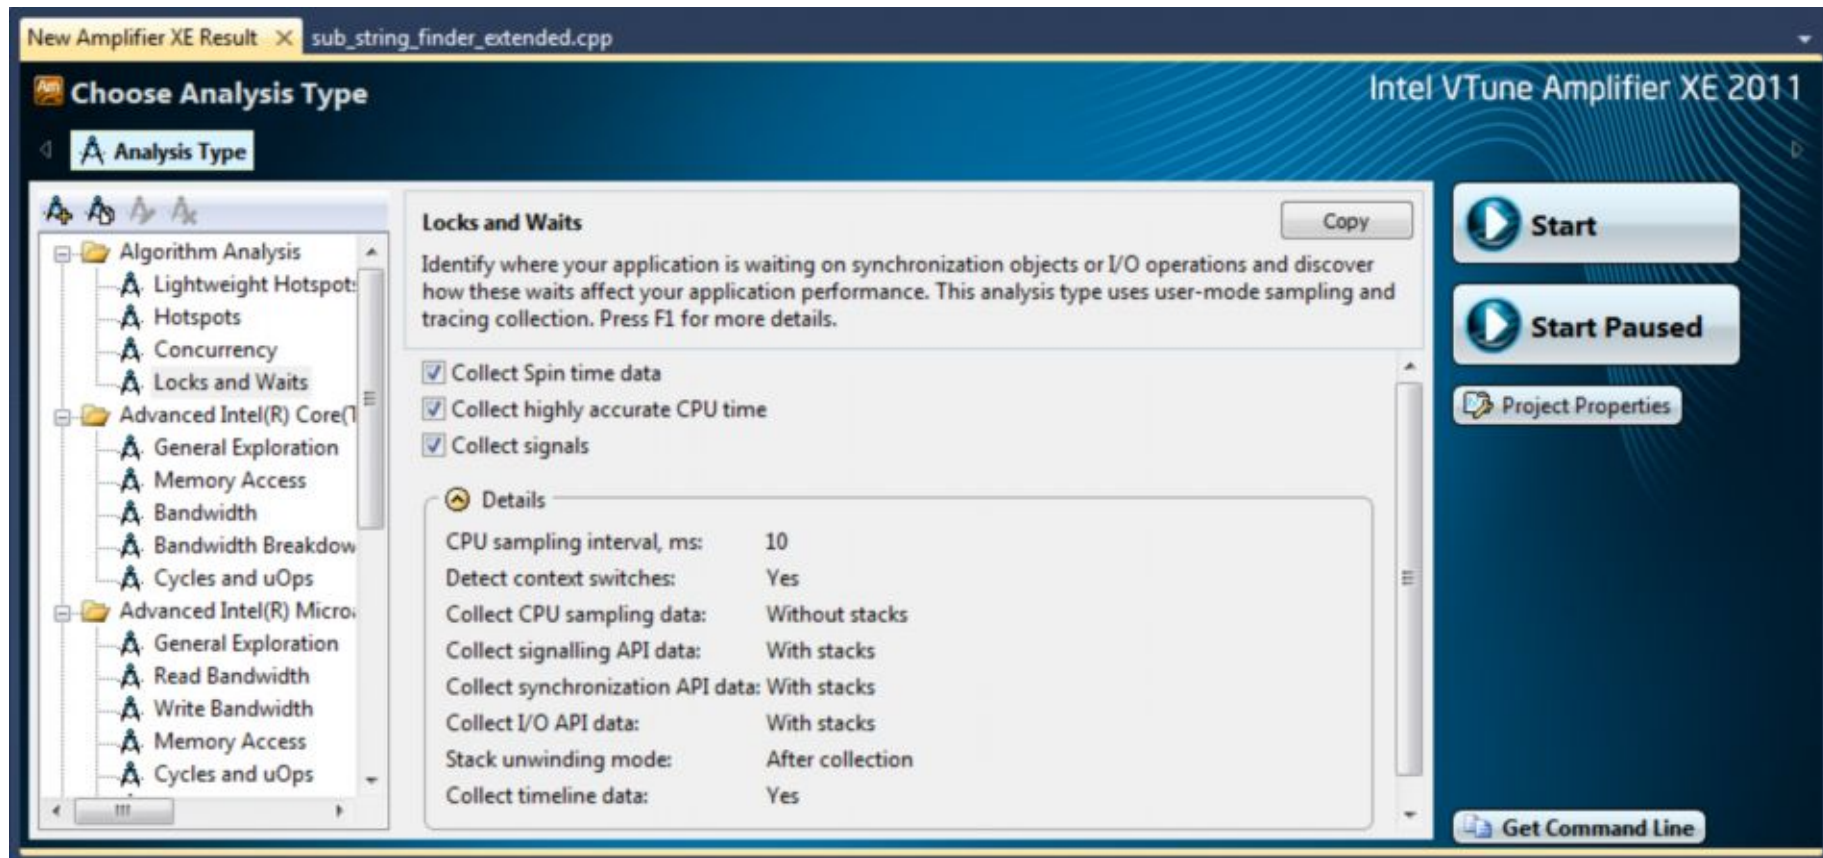 New Amplifier XE Result
sub_string_finder_extended.cpp
Choose Analysis Type
Intel VTune Amplifier XE 2011
Analysis Type
Algorithm Analysis
Lightweight Hotspot
Hotspots
Concurrency
Locks and Waits
Advanced Intel(R) Core(T
General Exploration
Memory Access
Bandwidth
Bandwidth Breakdow
Cycles and uOps
Advanced Intel(R) Micro
General Exploration
Read Bandwidth
Write Bandwidth
Memory Access
Cycles and uOps
Locks and Waits
Copy
Identify where your application is waiting on synchronization objects or I/O operations and discover
how these waits affect your application performance. This analysis type uses user-mode sampling and
tracing collection. Press F1 for more details.
Collect Spin time data
Collect highly accurate CPU time
Collect signals
Details
CPU sampling interval, ms: 10
Detect context switches: Yes
Collect CPU sampling data: Without stacks
Collect signalling API data: With stacks
Collect synchronization API data: With stacks
Collect I/O API data: With stacks
Stack unwinding mode: After collection
Collect timeline data: Yes
Start
Start Paused
Project Properties
Get Command Line